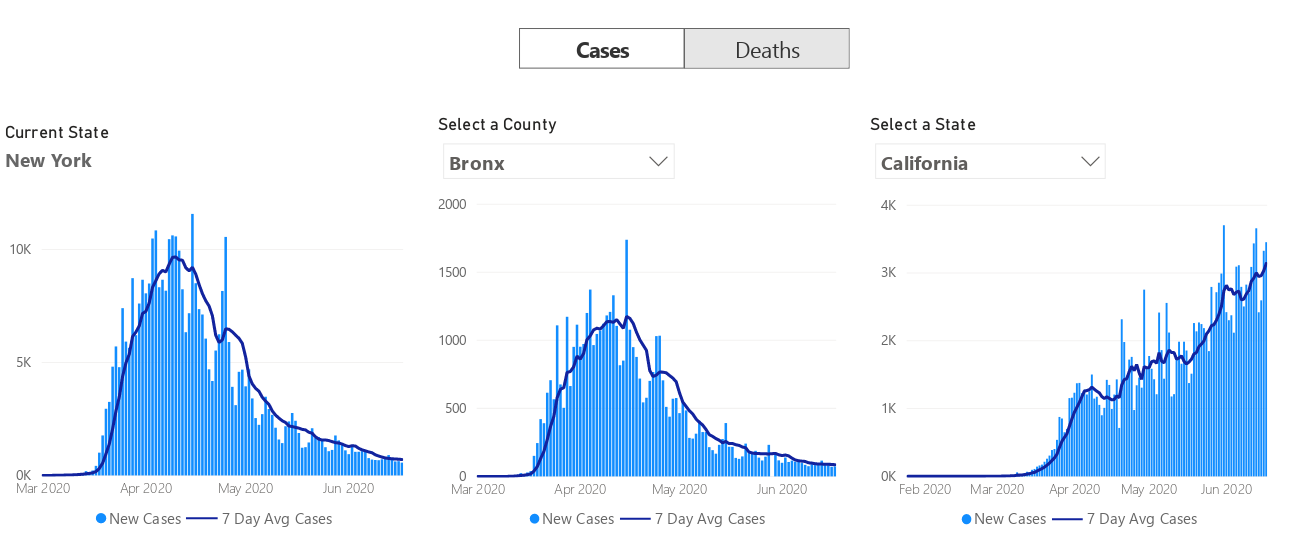 Cases
Deaths
Current State
New York
Select a County
Bronx
Select a State
California
10K
5K
0K
Mar 2020 Apr 2020 May 2020 Jun 2020
New Cases 7 Day Avg Cases
2000
1500
1000
500
0
Mar 2020 Apr 2020 May 2020 Jun 2020
New Cases 7 Day Avg Cases
4K
3K
2K
1K
0K
Feb 2020 Mar 2020 Apr 2020 May 2020 Jun 2020
New Cases 7 Day Avg Cases